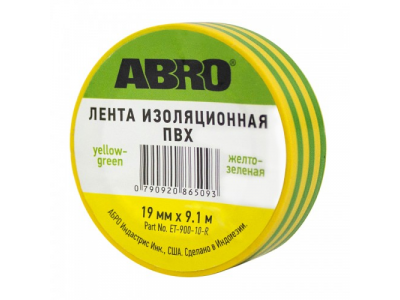 ABRO®
ЛЕНТА ИЗОЛЯЦИОННАЯ
ПВХ
yellow-
green
желто-
зеленая
0 790920 865093
19 мм x 9.1 м
Part No. ET-908-10-R
АБРО Индастрис Инк., США. Сделано в Индонезии.